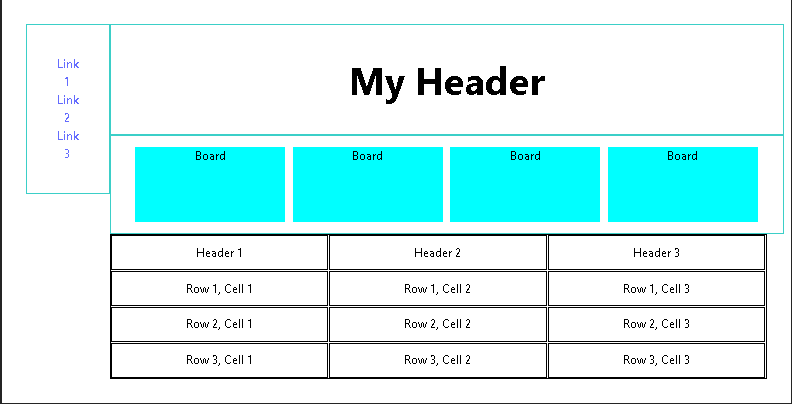 Link
1
Link
2
Link
3
My Header
Board Board Board Board
Header 1 Header 2 Header 3
Row 1, Cell 1 Row 1, Cell 2 Row 1, Cell 3
Row 2, Cell 1 Row 2, Cell 2 Row 2, Cell 3
Row 3, Cell 1 Row 3, Cell 2 Row 3, Cell 3